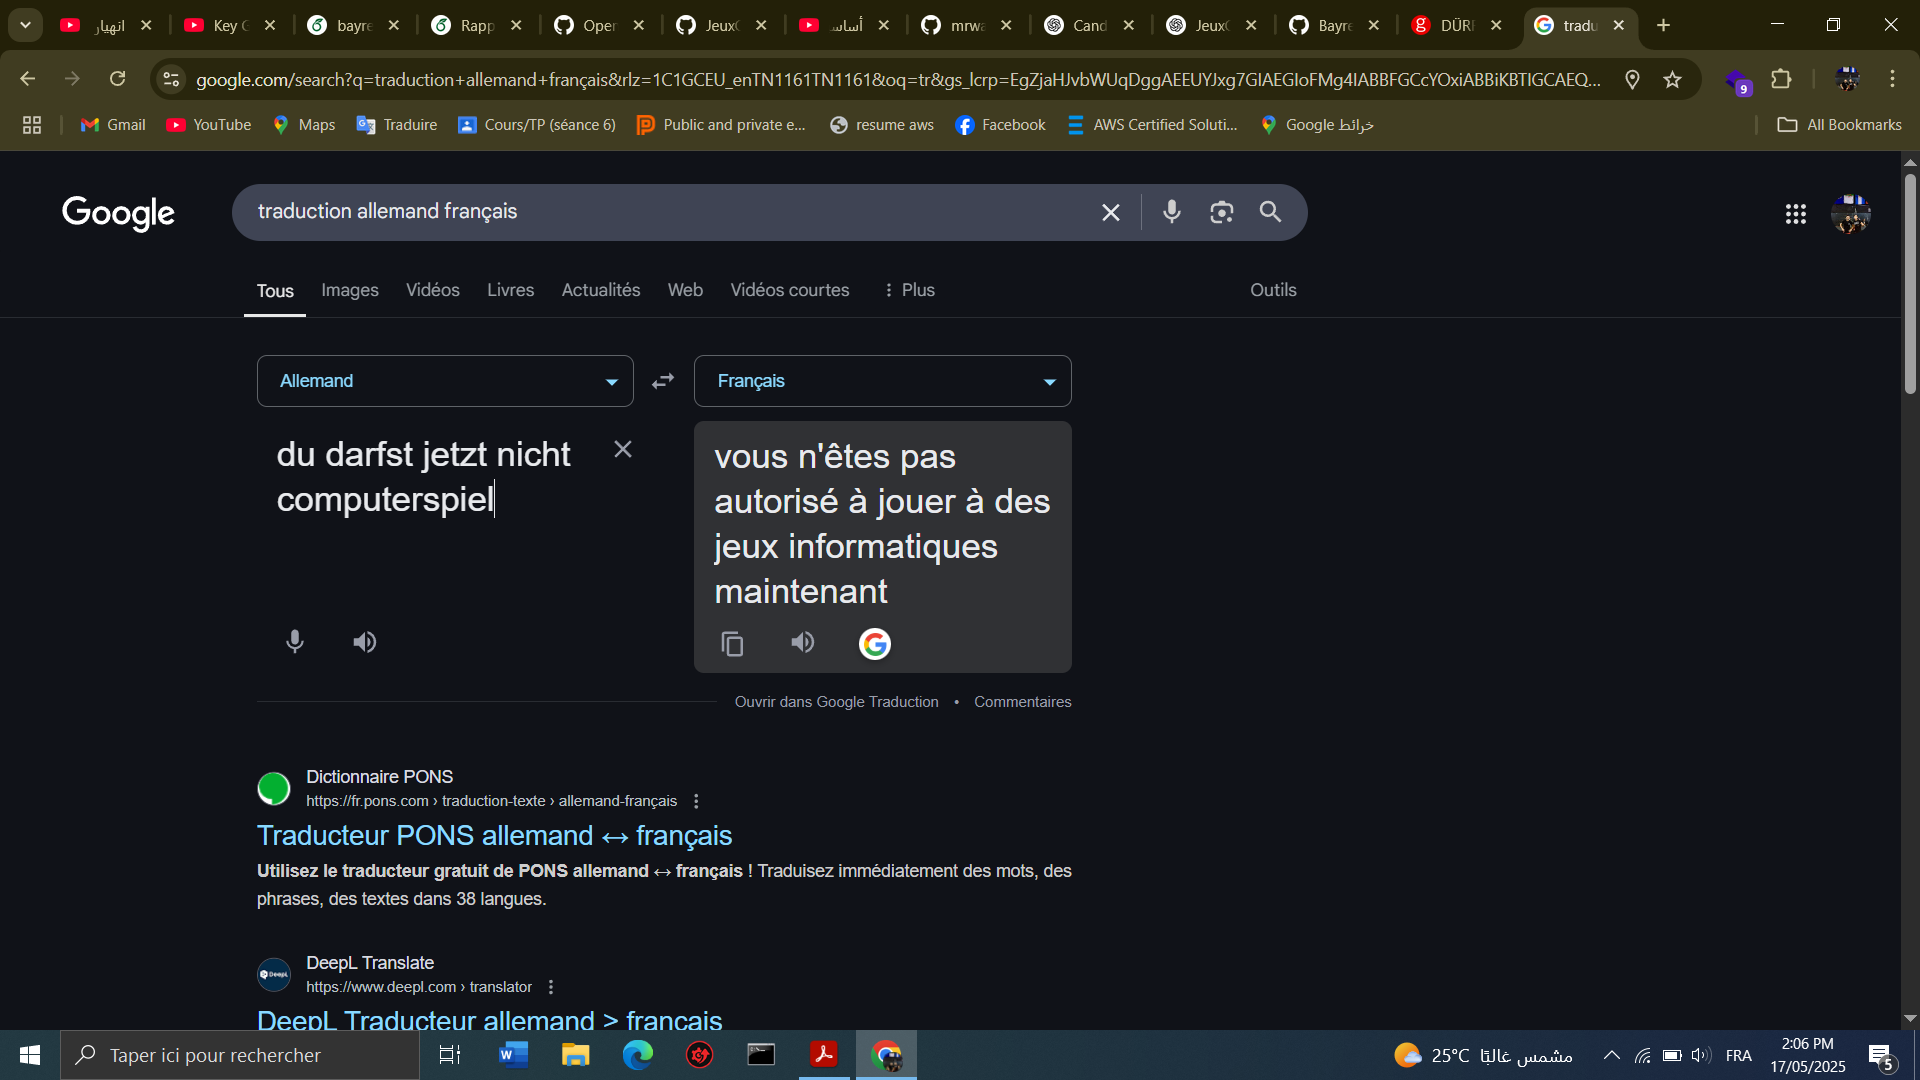 انهيار
Key G
bayre
Rapp
Oper
JeuxC
أساسـ
mrwa
Cand
JeuxC
Bayre
DÜRF
tradu
google.com/search?q=traduction+allemand+français&rlz=1C1GCEU_enTN1161TN1161&oq=tr&gs_lcrp=EgZjaHJvbWUqDggAEEUYJxg7GIAEGIoFMg4IABBFGCcYOxiABBiKBTIGCAEQ...
9
Gmail
YouTube
Maps
Traduire
Cours/TP (séance 6)
Public and private e...
resume aws
Facebook
AWS Certified Soluti...
خرائط Google
All Bookmarks
Google
traduction allemand français
Tous
Images
Vidéos
Livres
Actualités
Web
Vidéos courtes
Plus
Outils
Allemand
Français
du darfst jetzt nicht
computerspiel
vous n'êtes pas
autorisé à jouer à des
jeux informatiques
maintenant
Ouvrir dans Google Traduction • Commentaires
Dictionnaire PONS
https://fr.pons.com › traduction-texte › allemand-français
Traducteur PONS allemand ↔ français
Utilisez le traducteur gratuit de PONS allemand ↔ français ! Traduisez immédiatement des mots, des
phrases, des textes dans 38 langues.
DeepL Translate
https://www.deepl.com › translator
DeepL Traducteur allemand > français
Taper ici pour rechercher
25°C مشمس غالبًا
FRA
2:06 PM
17/05/2025
5